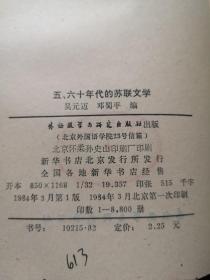 五、六十年代的苏联文学
吴元迈 邓蜀平 编
外语教学与研究出版社出版
(北京外国语学院23号信箱)
北京怀柔孙史山印刷厂印刷
新华书店北京发行所发行
全国各地新华书店经售
开本 850×1168 1/32 19.357 印张 515 千字
1984年3月第1版 1984年3月北京第一次印刷
印数 1—8,800 册
书号: 10215·82 定价: 2.25 元
613